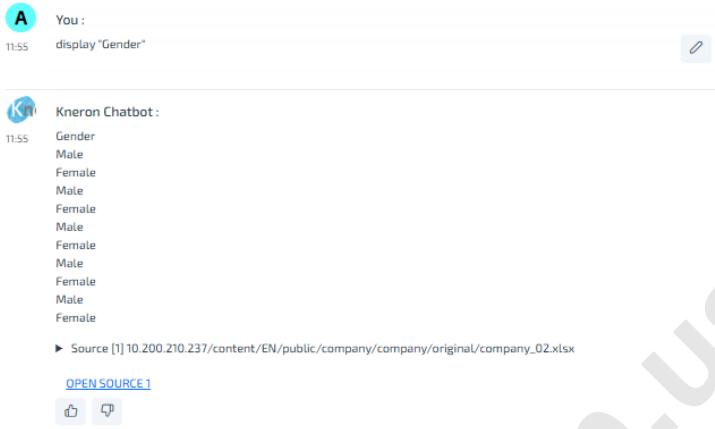 A
You :
11:55
display "Gender"
Kn
Kneron Chatbot :
11:55
Gender
Male
Female
Male
Female
Male
Female
Male
Female
Male
Female
▶ Source [1] 10.200.210.237/content/EN/public/company/company/original/company_02.xlsx
OPEN SOURCE 1